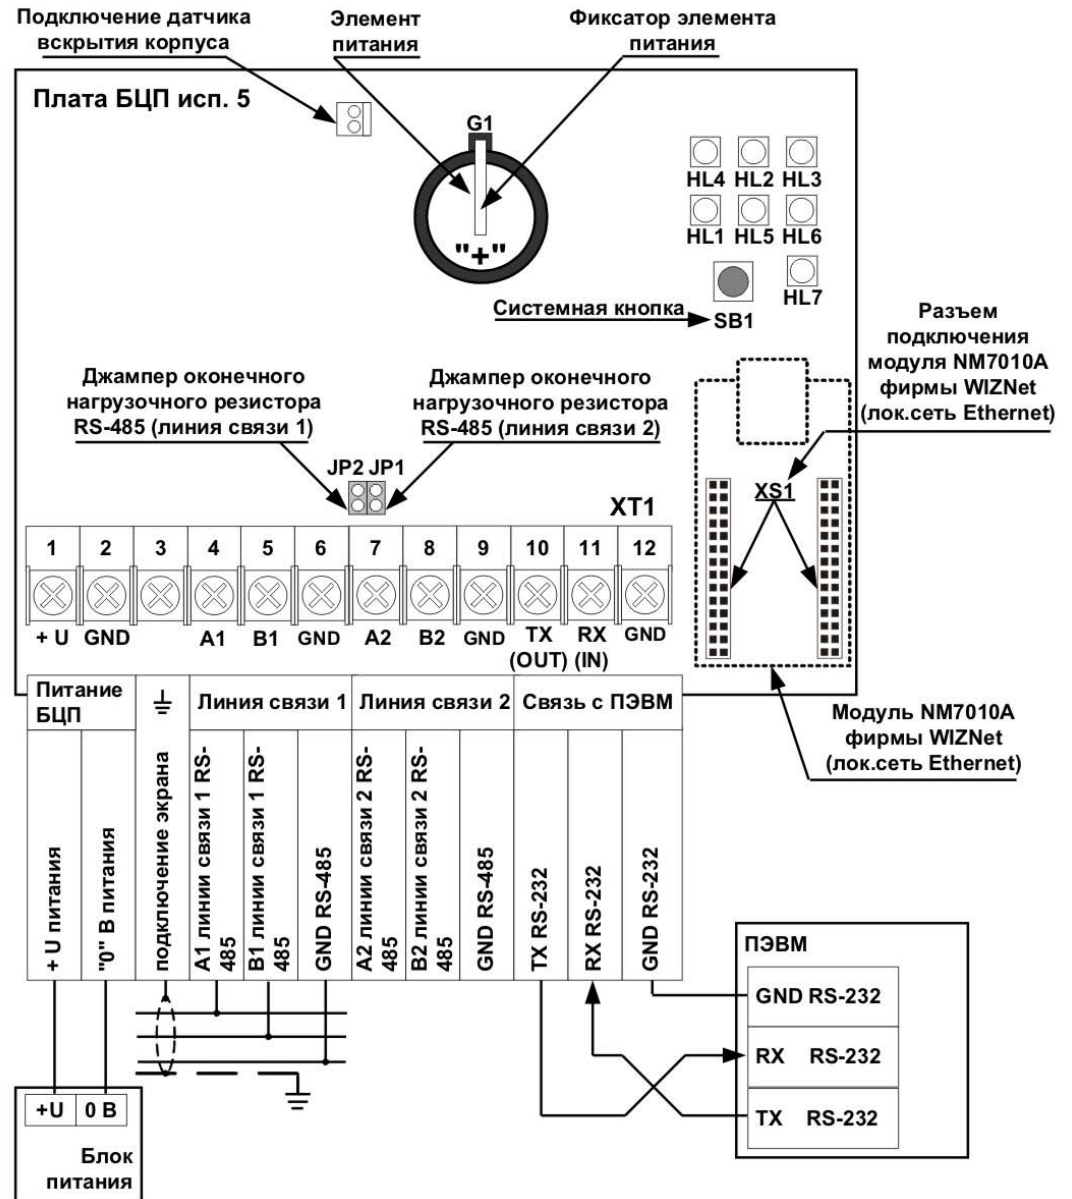 Подключение датчика
вскрытия корпуса
Элемент
питания
Фиксатор элемента
питания
Плата БЦП исп. 5
G1
"+"
HL4 HL2 HL3
HL1 HL5 HL6
HL7
Системная кнопка
SB1
Разъем
подключения
модуля NM7010A
фирмы WIZNet
(лок.сеть Ethernet)
Джампер оконечного
нагрузочного резистора
RS-485 (линия связи 1)
Джампер оконечного
нагрузочного резистора
RS-485 (линия связи 2)
JP2 JP1
XT1
XS1
1 2 3 4 5 6 7 8 9 10 11 12
+ U GND A1 B1 GND A2 B2 GND TX RX GND
(OUT) (IN)
Питание
БЦП
Линия связи 1
Линия связи 2
Связь с ПЭВМ
Модуль NM7010A
фирмы WIZNet
(лок.сеть Ethernet)
+ U питания
"0" В питания
подключение экрана
A1 линии связи 1 RS-
485
B1 линии связи 1 RS-
485
GND RS-485
A2 линии связи 2 RS-
485
B2 линии связи 2 RS-
485
GND RS-485
TX RS-232
RX RS-232
GND RS-232
ПЭВМ
GND RS-232
RX RS-232
TX RS-232
+U 0 В
Блок
питания